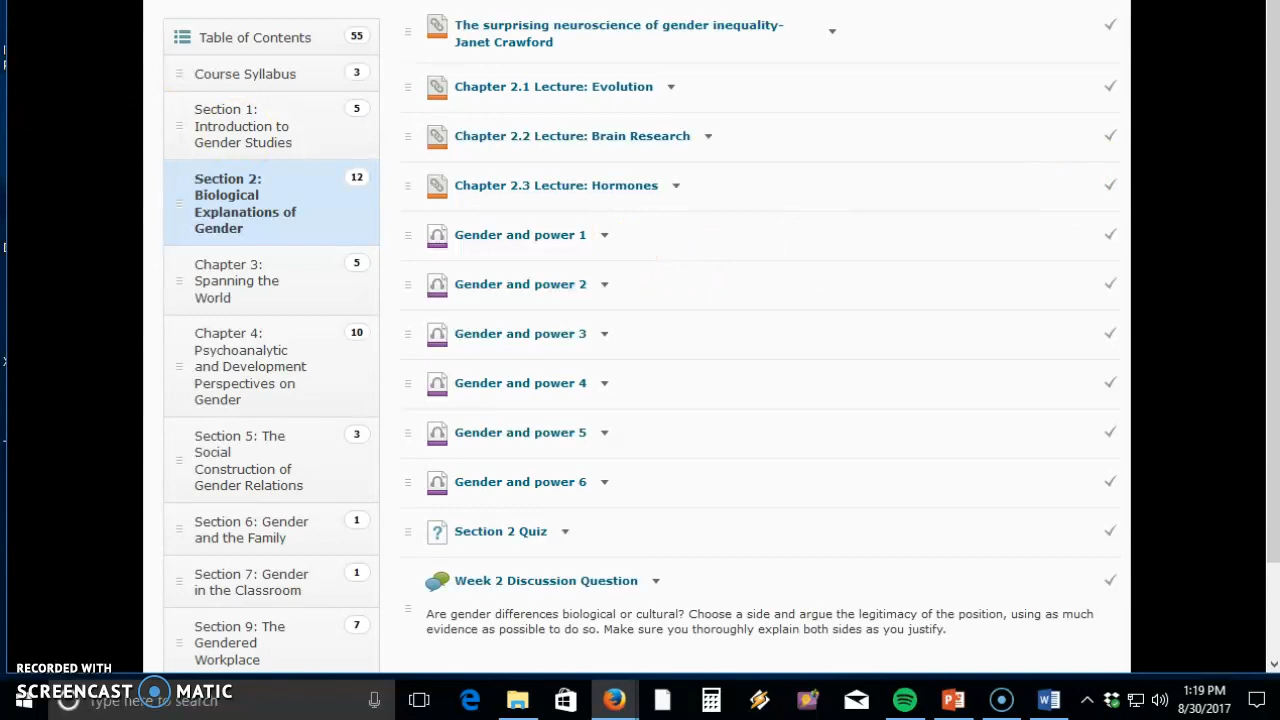 Table of Contents
55
Course Syllabus
3
Section 1:
Introduction to
Gender Studies
5
Section 2:
Biological
Explanations of
Gender
12
Chapter 3:
Spanning the
World
5
Chapter 4:
Psychoanalytic
and Development
Perspectives on
Gender
10
Section 5: The
Social
Construction of
Gender Relations
3
Section 6: Gender
and the Family
1
Section 7: Gender
in the Classroom
1
Section 9: The
Gendered
Workplace
7
The surprising neuroscience of gender inequality-
Janet Crawford
Chapter 2.1 Lecture: Evolution
Chapter 2.2 Lecture: Brain Research
Chapter 2.3 Lecture: Hormones
Gender and power 1
Gender and power 2
Gender and power 3
Gender and power 4
Gender and power 5
Gender and power 6
Section 2 Quiz
Week 2 Discussion Question
Are gender differences biological or cultural? Choose a side and argue the legitimacy of the position, using as much
evidence as possible to do so. Make sure you thoroughly explain both sides as you justify.
RECORDED WITH
SCREENCAST MATIC
Type here to search
1:19 PM
8/30/2017